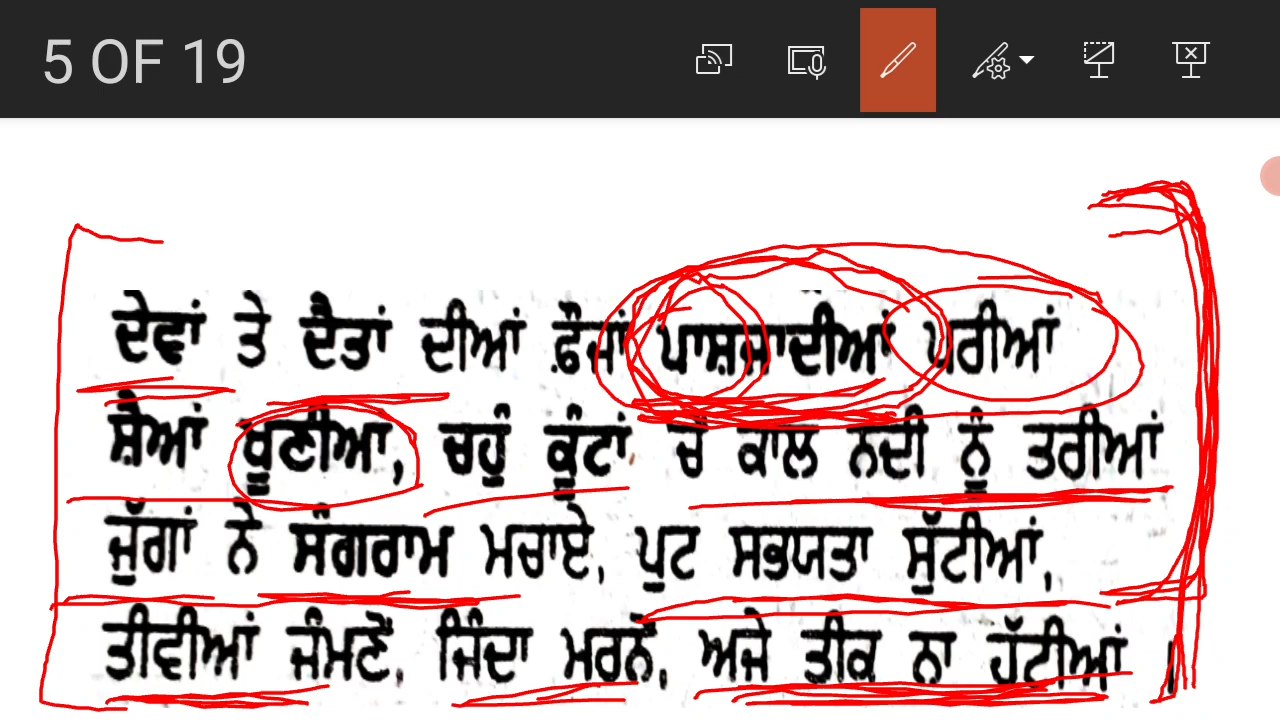 5 OF 19
ਦੇਵਾਂ ਤੇ ਦੈਤਾਂ ਦੀਆਂ ਫ਼ੌਜਾਂ ਪਾਸ਼ਜਾਦੀਆਂ ਪਰੀਆਂ
ਸ਼ੈਆਂ ਖੂਣੀਆ, ਚਹੁੰ ਕੂੰਟਾਂ ਚੋਂ ਕਾਲ ਨਦੀ ਨੂੰ ਤਰੀਆਂ
ਜੁੱਗਾਂ ਨੇ ਸੰਗਰਾਮ ਮਚਾਏ, ਪੁਟ ਸਭਯਤਾ ਸੁੱਟੀਆਂ,
ਤੀਵੀਆਂ ਜੰਮਣੋਂ, ਜਿੰਦਾ ਮਰਨੋਂ, ਅਜੇ ਤੀਕ ਨਾ ਹੱਟੀਆਂ ।